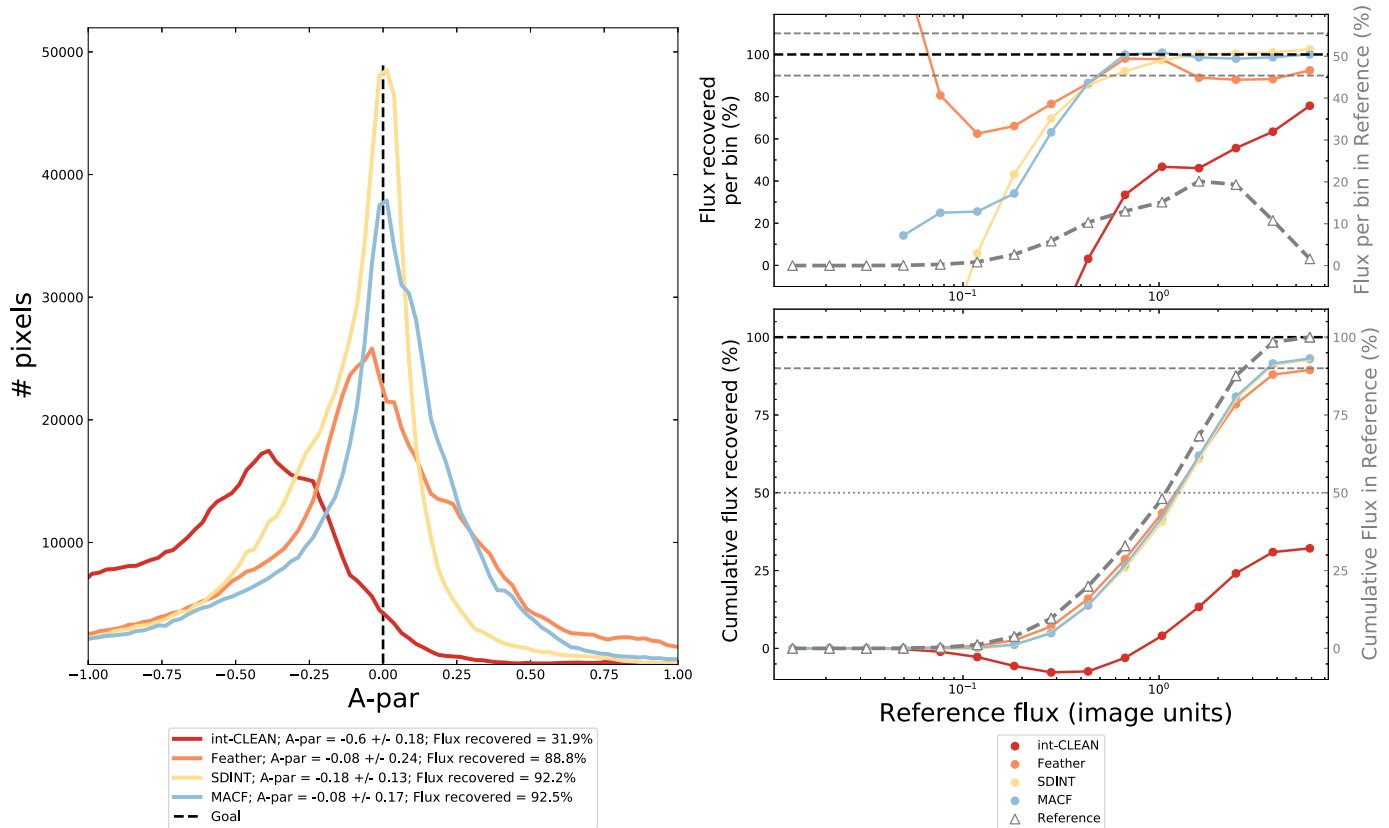 50000
40000
30000
20000
10000
# pixels
−1.00
−0.75
−0.50
−0.25
0.00
0.25
0.50
0.75
1.00
A-par
int-CLEAN; A-par = -0.6 +/- 0.18; Flux recovered = 31.9%
Feather; A-par = -0.08 +/- 0.24; Flux recovered = 88.8%
SDINT; A-par = -0.18 +/- 0.13; Flux recovered = 92.2%
MACF; A-par = -0.08 +/- 0.17; Flux recovered = 92.5%
Goal
Flux recovered
per bin (%)
100
80
60
40
20
0
10⁻¹
10⁰
50
40
30
20
10
0
Flux per bin in Reference (%)
Cumulative flux recovered (%)
100
75
50
25
0
10⁻¹
10⁰
100
75
50
25
0
Cumulative Flux in Reference (%)
Reference flux (image units)
int-CLEAN
Feather
SDINT
MACF
Reference